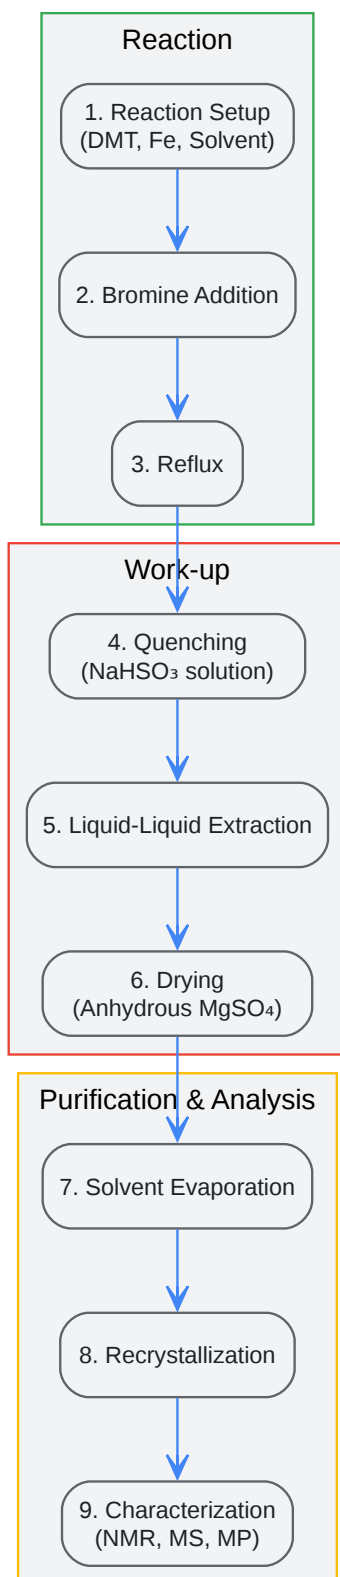 Reaction
1. Reaction Setup
(DMT, Fe, Solvent)
2. Bromine Addition
3. Reflux
Work-up
4. Quenching
(NaHSO₃ solution)
5. Liquid-Liquid Extraction
6. Drying
(Anhydrous MgSO₄)
Purification & Analysis
7. Solvent Evaporation
8. Recrystallization
9. Characterization
(NMR, MS, MP)